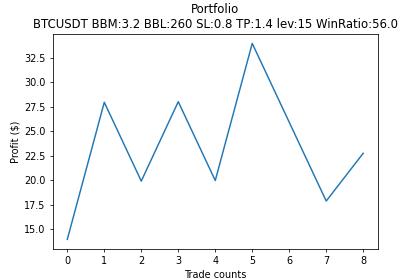 Portfolio
BTCUSDT BBM:3.2 BBL:260 SL:0.8 TP:1.4 lev:15 WinRatio:56.0
32.5
30.0
27.5
25.0
22.5
20.0
17.5
15.0
Profit ($)
0 1 2 3 4 5 6 7 8
Trade counts